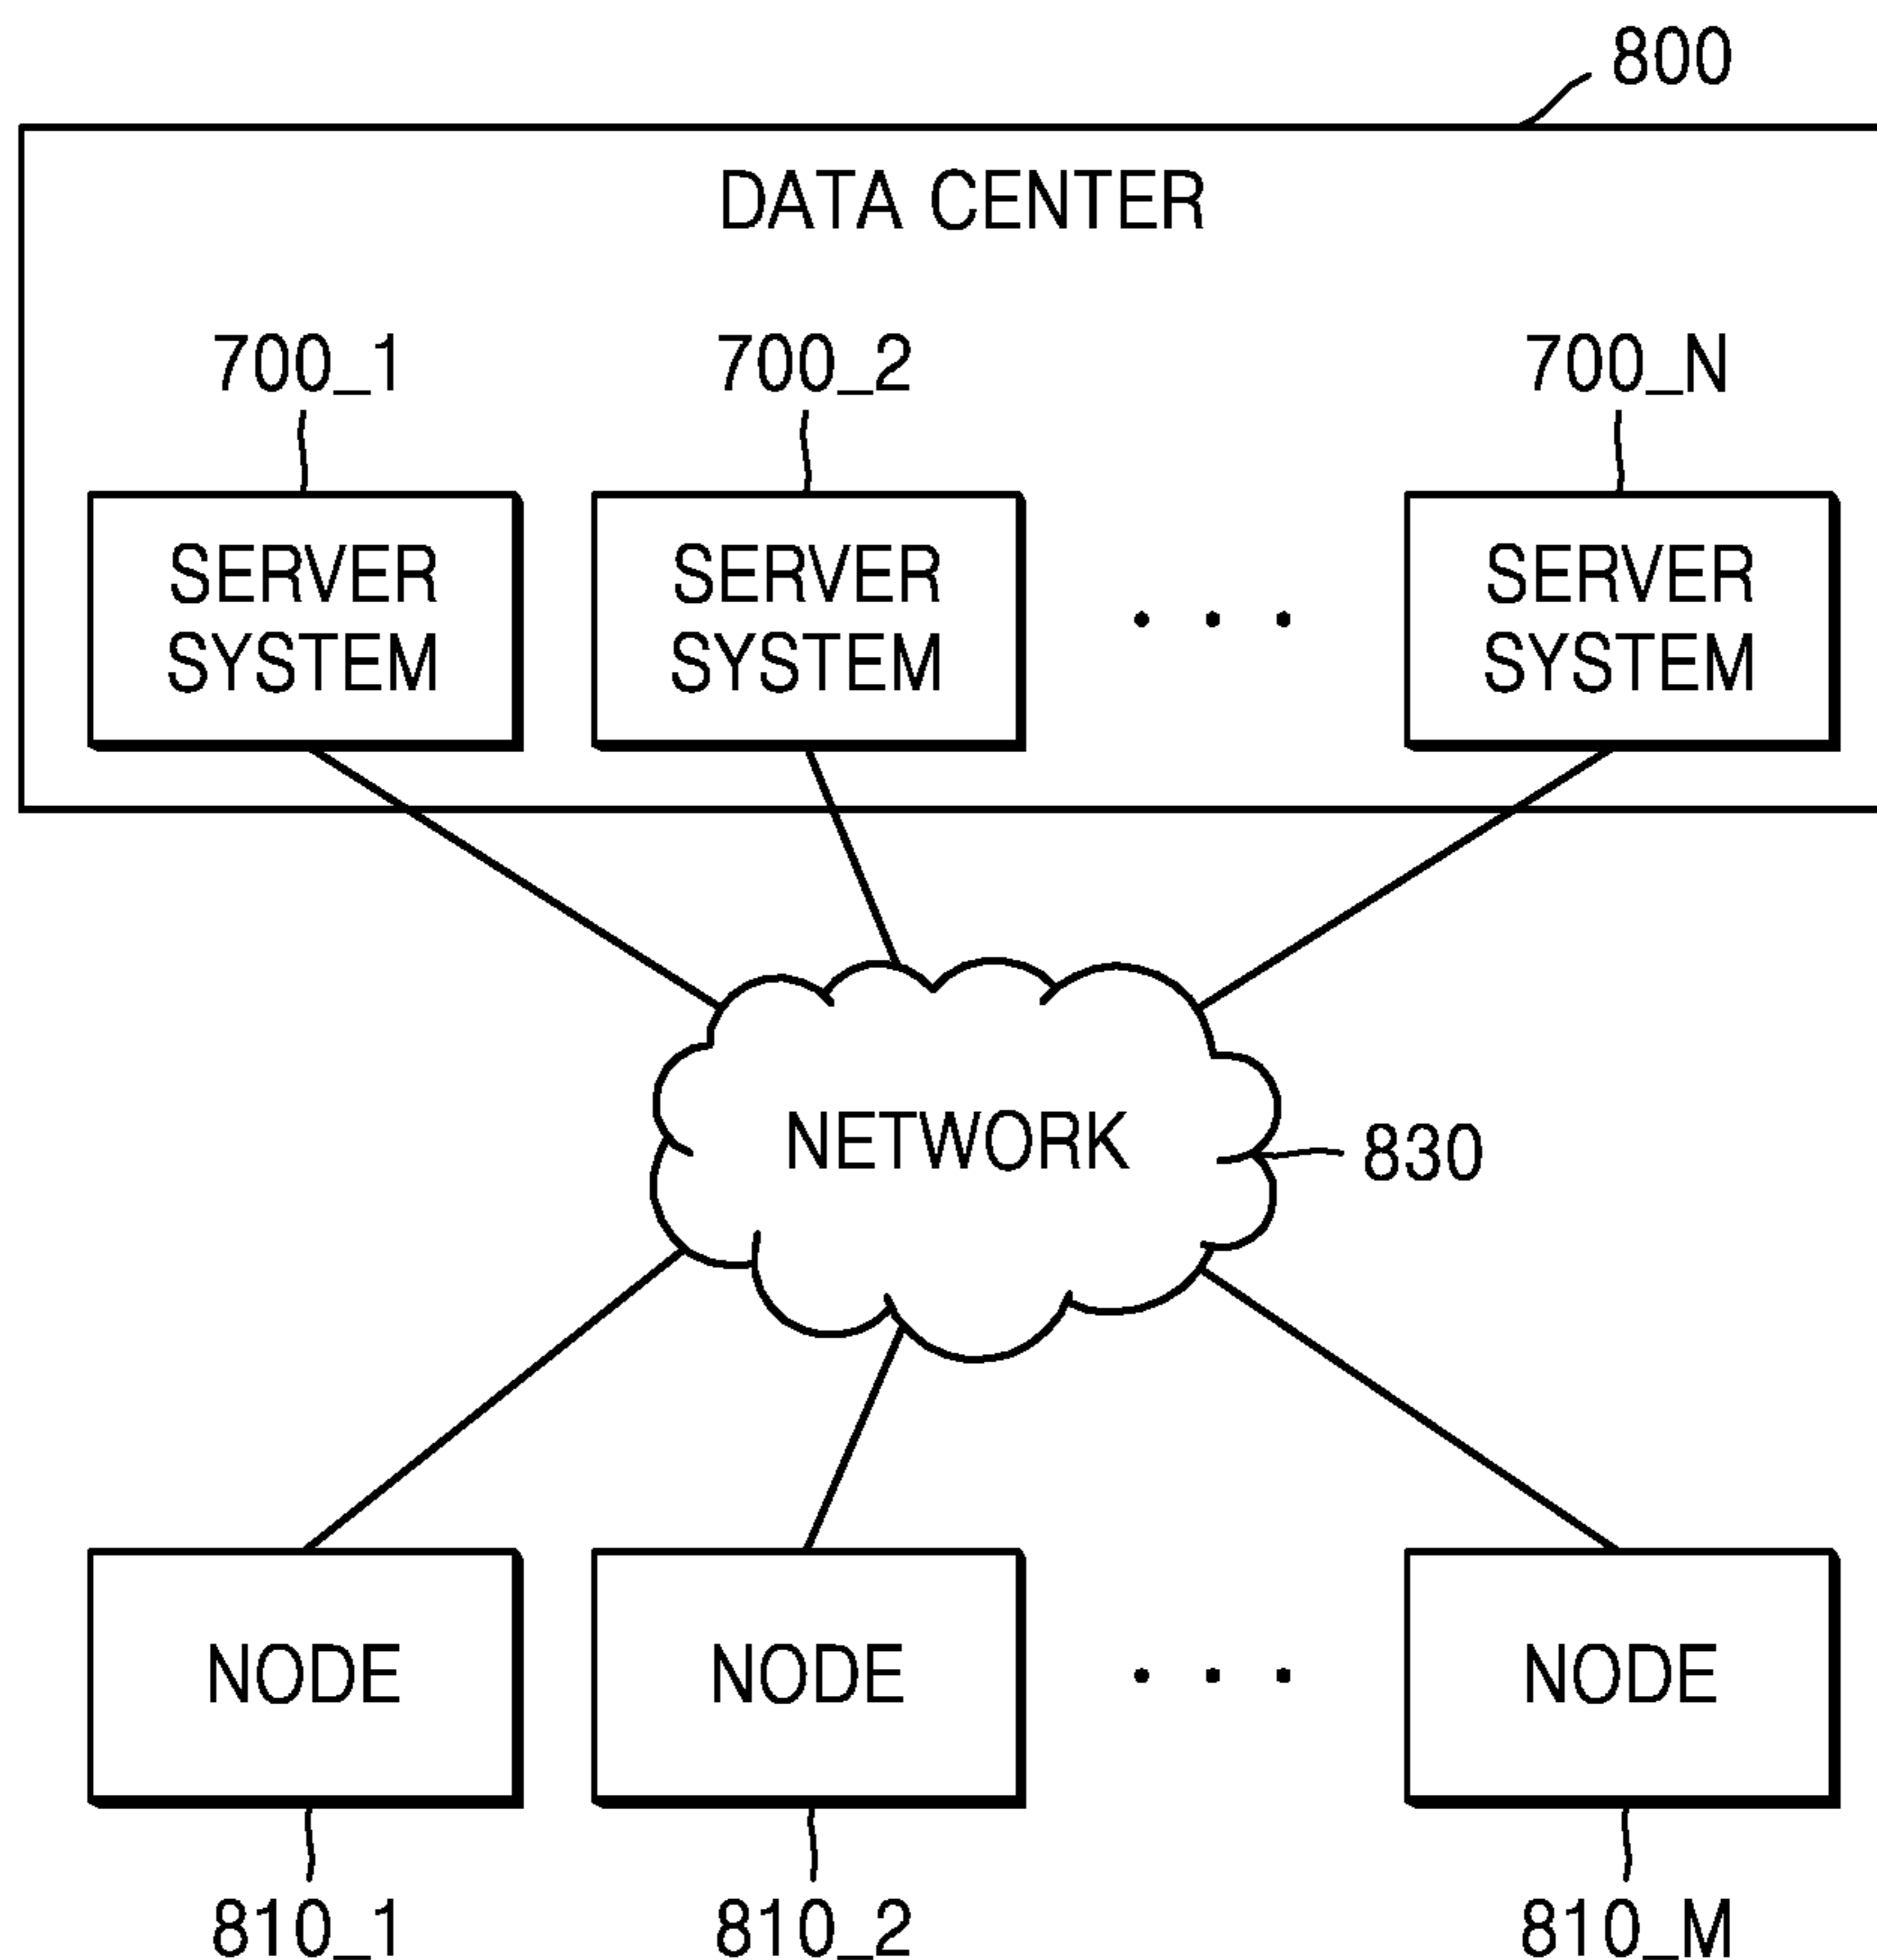 800
DATA CENTER
700_1 700_2 700_N
SERVER SYSTEM SERVER SYSTEM . . . SERVER SYSTEM
NETWORK 830
NODE NODE . . . NODE
810_1 810_2 810_M